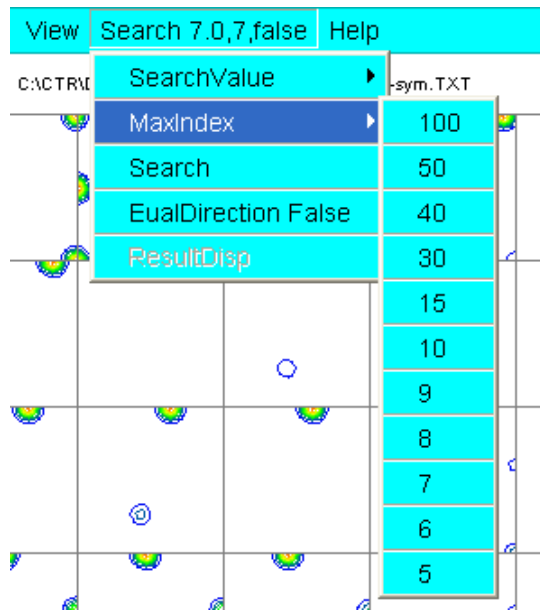 View Search 7.0,7,false Help
C:\CTR\
-sym.TXT
SearchValue
MaxIndex
Search
EualDirection False
ResultDisp
100
50
40
30
15
10
9
8
7
6
5